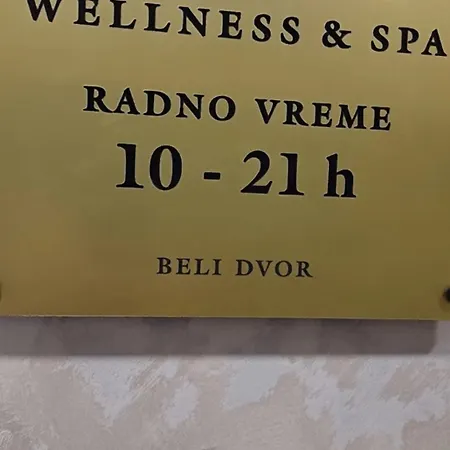 WELLNESS & SPA
RADNO VREME
10 - 21 h
BELI DVOR